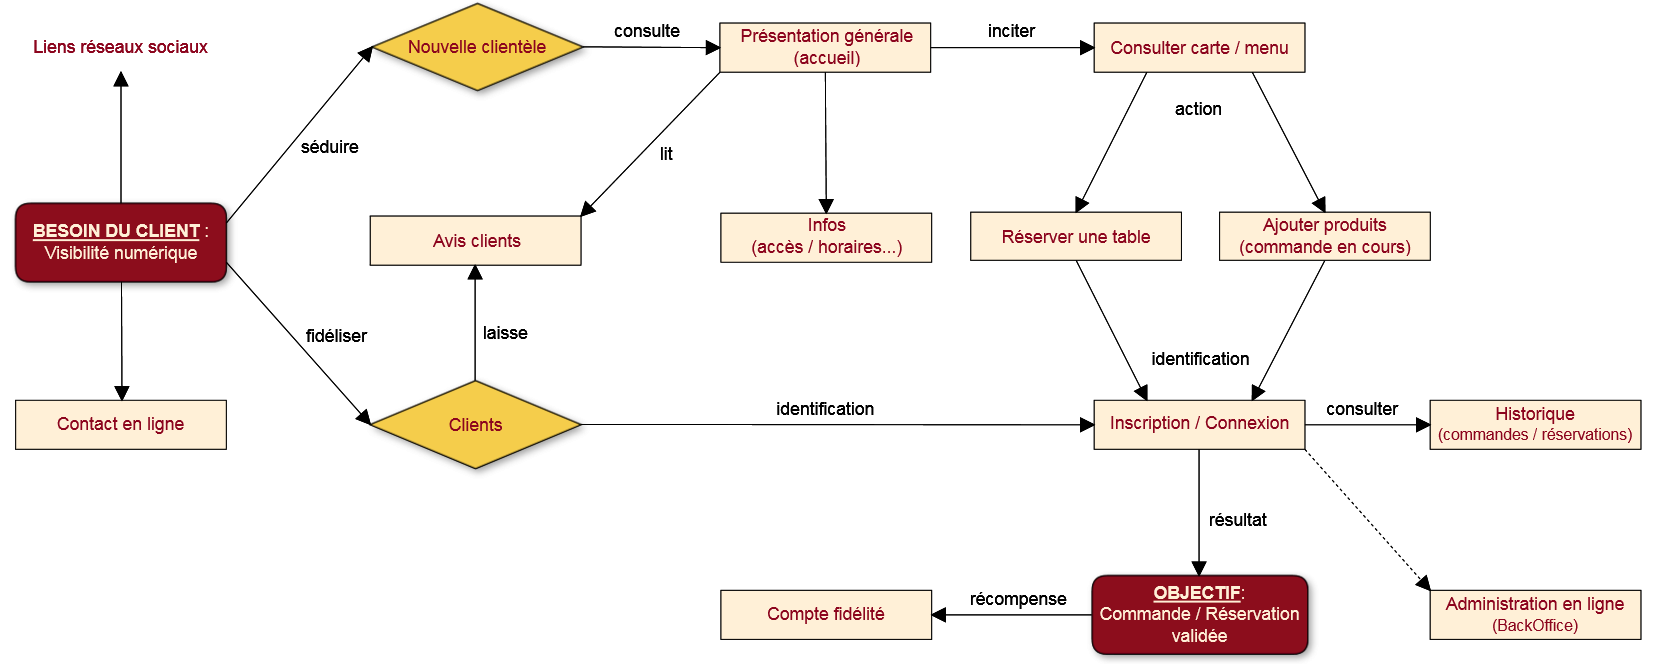 Liens réseaux sociaux
Nouvelle clientèle
consulte
Présentation générale
(accueil)
inciter
Consulter carte / menu
séduire
lit
action
BESOIN DU CLIENT :
Visibilité numérique
Avis clients
Infos
(accès / horaires...)
Réserver une table
Ajouter produits
(commande en cours)
fidéliser
laisse
identification
Contact en ligne
Clients
identification
Inscription / Connexion
consulter
Historique
(commandes / réservations)
résultat
Compte fidélité
récompense
OBJECTIF:
Commande / Réservation
validée
Administration en ligne
(BackOffice)